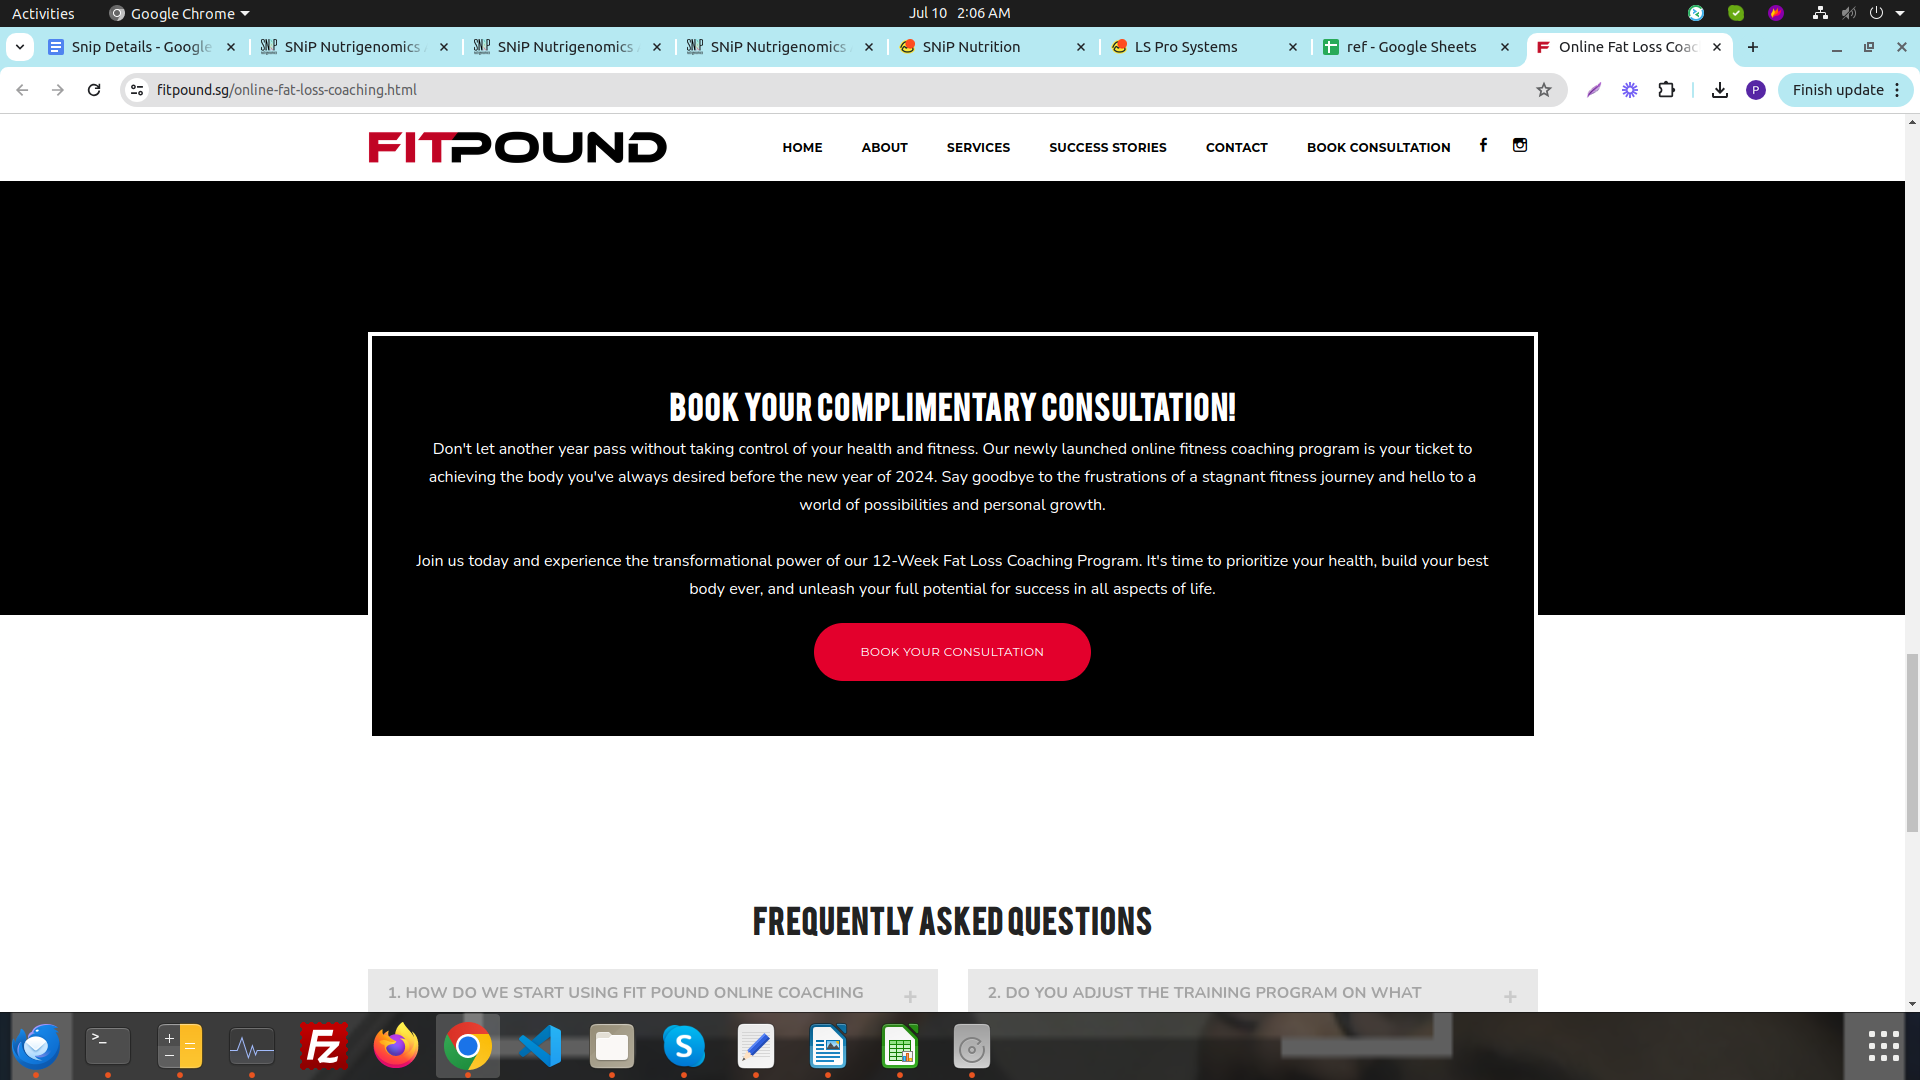 Activities
Google Chrome
Jul 10 2:06 AM
Snip Details - Google
SNiP Nutrigenomics
SNiP Nutrigenomics
SNiP Nutrigenomics
SNiP Nutrition
LS Pro Systems
ref - Google Sheets
Online Fat Loss Coac
fitpound.sg/online-fat-loss-coaching.html
P
Finish update
FITPOUND
HOME
ABOUT
SERVICES
SUCCESS STORIES
CONTACT
BOOK CONSULTATION
BOOK YOUR COMPLIMENTARY CONSULTATION!
Don't let another year pass without taking control of your health and fitness. Our newly launched online fitness coaching program is your ticket to
achieving the body you've always desired before the new year of 2024. Say goodbye to the frustrations of a stagnant fitness journey and hello to a
world of possibilities and personal growth.
Join us today and experience the transformational power of our 12-Week Fat Loss Coaching Program. It's time to prioritize your health, build your best
body ever, and unleash your full potential for success in all aspects of life.
BOOK YOUR CONSULTATION
FREQUENTLY ASKED QUESTIONS
1. HOW DO WE START USING FIT POUND ONLINE COACHING
2. DO YOU ADJUST THE TRAINING PROGRAM ON WHAT